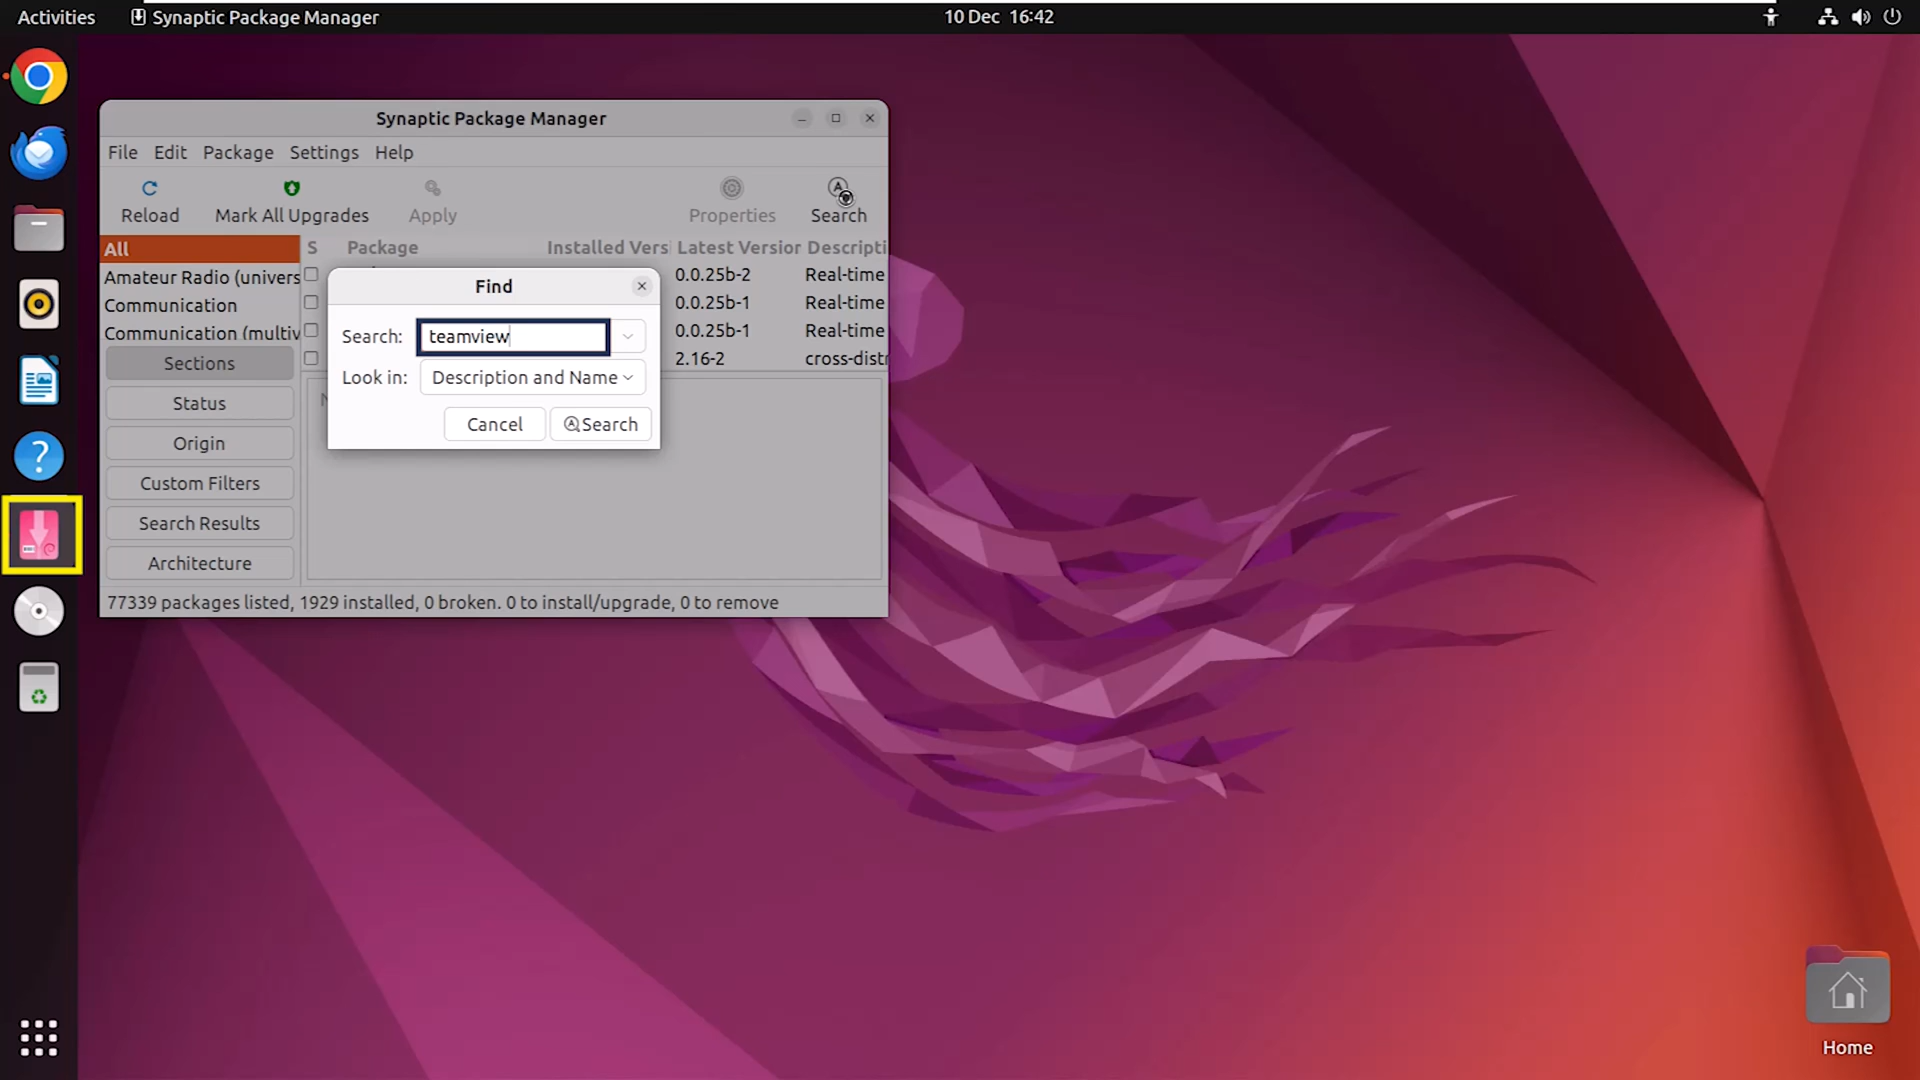 Activities
Synaptic Package Manager
10 Dec 16:42
Synaptic Package Manager
File Edit Package Settings Help
Reload
Mark All Upgrades
Apply
Properties
Search
All
Amateur Radio (univers
Communication
Communication (multiv
Sections
Status
Origin
Custom Filters
Search Results
Architecture
S Package Installed Versi Latest Version Descripti
0.0.25b-2 Real-time
0.0.25b-1 Real-time
0.0.25b-1 Real-time
2.16-2 cross-distr
Find
Search: teamview
Look in: Description and Name
Cancel
Search
77339 packages listed, 1929 installed, 0 broken. 0 to install/upgrade, 0 to remove
Home